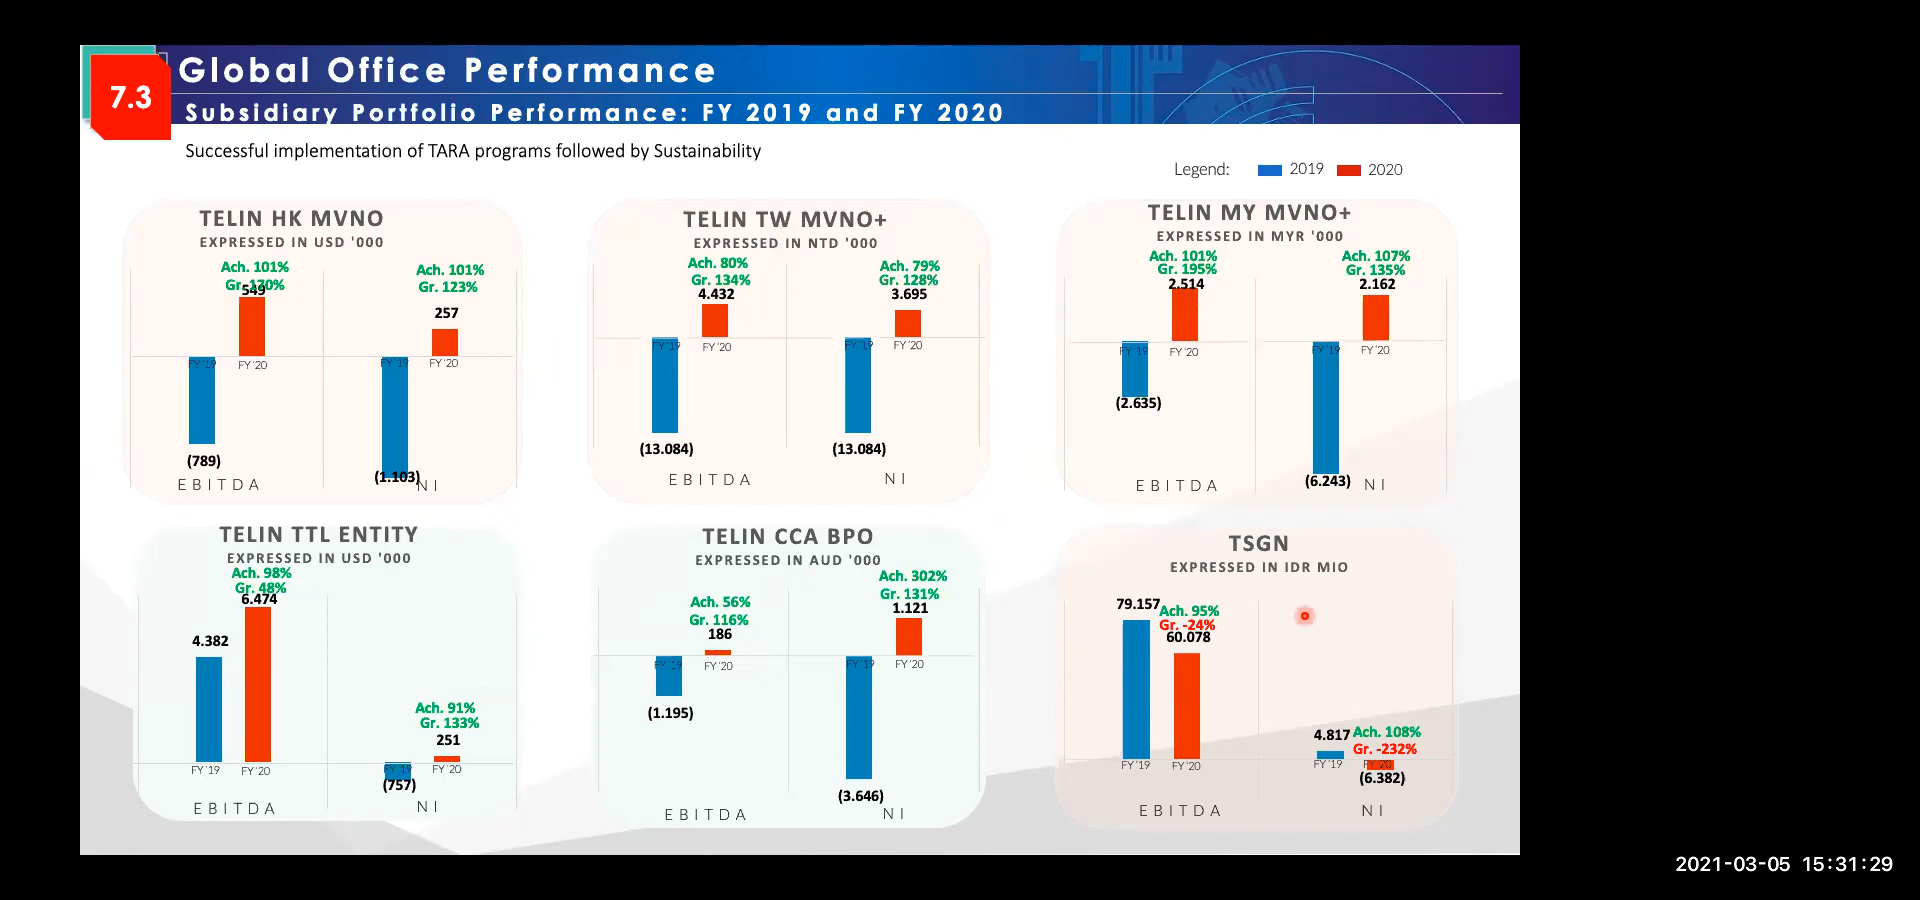 7.3
Global Office Performance
Subsidiary Portfolio Performance: FY 2019 and FY 2020
Successful implementation of TARA programs followed by Sustainability
Legend: 2019 2020
TELIN HK MVNO
EXPRESSED IN USD '000
Ach. 101%
Gr. 170%
549
Ach. 101%
Gr. 123%
257
FY '19
FY '20
FY '19
FY '20
(789)
(1.103)
EBITDA
NI
TELIN TW MVNO+
EXPRESSED IN NTD '000
Ach. 80%
Gr. 134%
4.432
Ach. 79%
Gr. 128%
3.695
FY '19
FY '20
FY '19
FY '20
(13.084)
(13.084)
EBITDA
NI
TELIN MY MVNO+
EXPRESSED IN MYR '000
Ach. 101%
Gr. 195%
2.514
Ach. 107%
Gr. 135%
2.162
FY '19
FY '20
FY '19
FY '20
(2.635)
(6.243)
EBITDA
NI
TELIN TTL ENTITY
EXPRESSED IN USD '000
Ach. 98%
Gr. 48%
6.474
4.382
Ach. 91%
Gr. 133%
251
FY '19
FY '20
FY '19
FY '20
(757)
EBITDA
NI
TELIN CCA BPO
EXPRESSED IN AUD '000
Ach. 56%
Gr. 116%
186
Ach. 302%
Gr. 131%
1.121
FY '19
FY '20
FY '19
FY '20
(1.195)
(3.646)
EBITDA
NI
TSGN
EXPRESSED IN IDR MIO
79.157
Ach. 95%
Gr. -24%
60.078
4.817
Ach. 108%
Gr. -232%
FY '19
FY '20
FY '19
FY '20
(6.382)
EBITDA
NI
2021-03-05 15:31:29